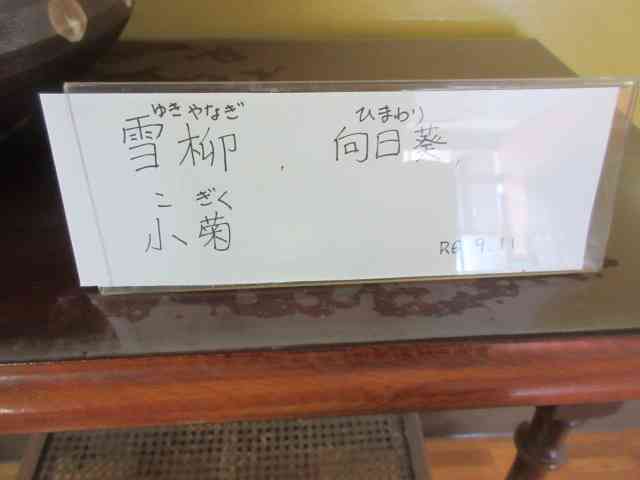 ゆきやなぎ ひまわり
雪柳、向日葵、
こぎく
小菊
R6.9.11